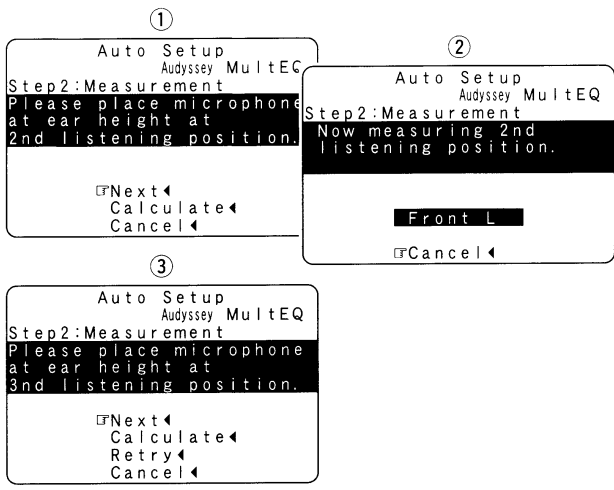 ①
Auto Setup
Audyssey MultEQ
Step2:Measurement
Please place microphone
at ear height at
2nd listening position.
☞Next◀
Calculate◀
Cancel◀
②
Auto Setup
Audyssey MultEQ
Step2:Measurement
Now measuring 2nd
listening position.
Front L
☞Cancel◀
③
Auto Setup
Audyssey MultEQ
Step2:Measurement
Please place microphone
at ear height at
3nd listening position.
☞Next◀
Calculate◀
Retry◀
Cancel◀